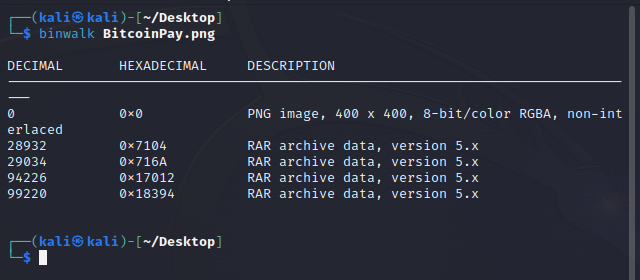 ┌──(kali㉿kali)-[~/Desktop]
└─$ binwalk BitcoinPay.png

DECIMAL       HEXADECIMAL     DESCRIPTION
--------------------------------------------------------------------------------
0             0x0             PNG image, 400 x 400, 8-bit/color RGBA, non-int
erlaced
28932         0x7104          RAR archive data, version 5.x
29034         0x716A          RAR archive data, version 5.x
94226         0x17012         RAR archive data, version 5.x
99220         0x18394         RAR archive data, version 5.x

┌──(kali㉿kali)-[~/Desktop]
└─$